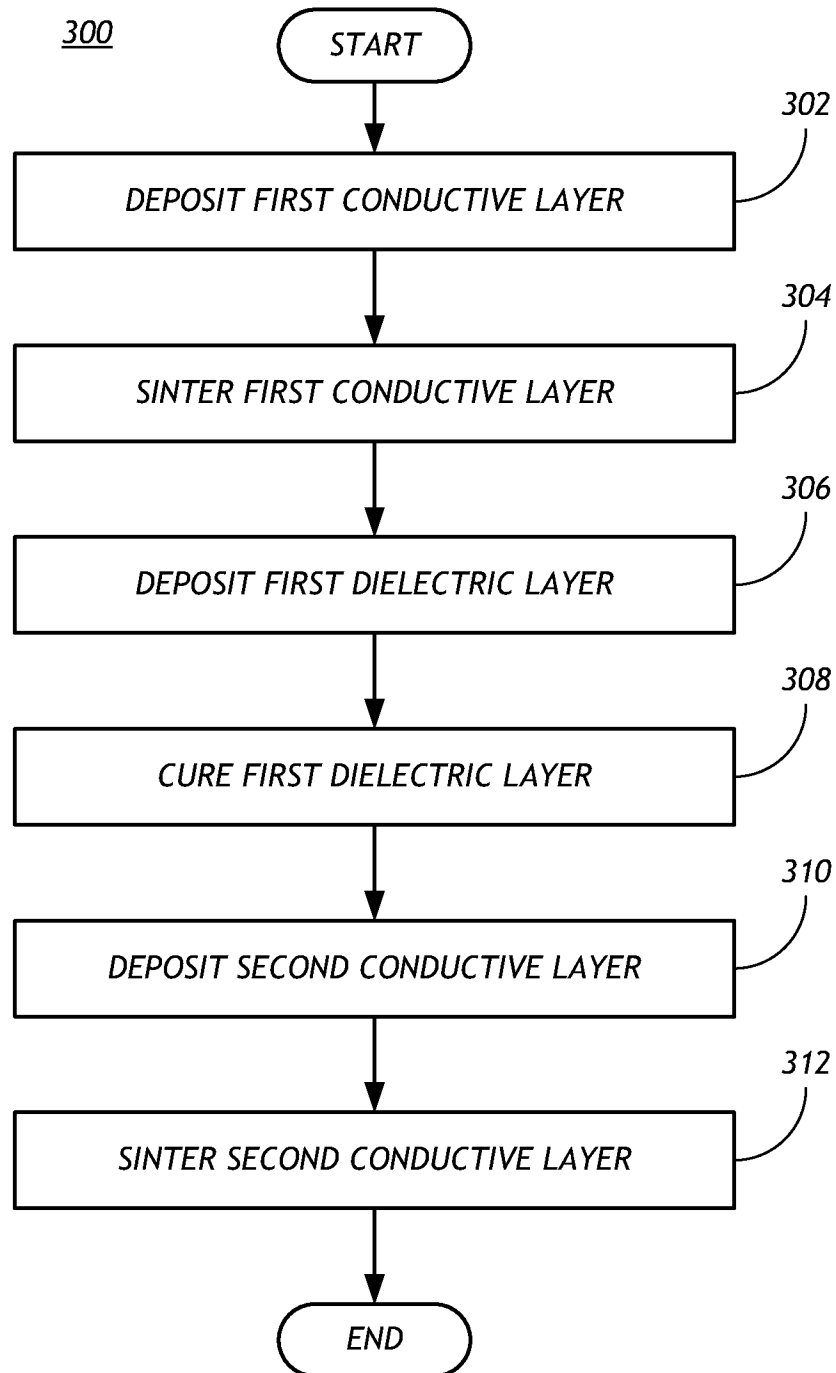 300
START
302
DEPOSIT FIRST CONDUCTIVE LAYER
304
SINTER FIRST CONDUCTIVE LAYER
306
DEPOSIT FIRST DIELECTRIC LAYER
308
CURE FIRST DIELECTRIC LAYER
310
DEPOSIT SECOND CONDUCTIVE LAYER
312
SINTER SECOND CONDUCTIVE LAYER
END